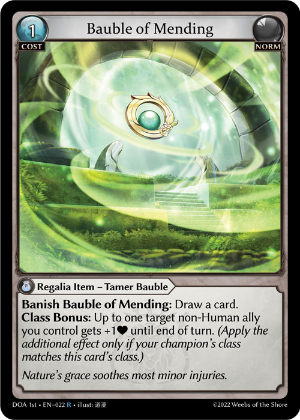 1
COST
Bauble of Mending
NORM
Regalia Item – Tamer Bauble
Banish Bauble of Mending: Draw a card.
Class Bonus: Up to one target non-Human ally
you control gets +1♥ until end of turn. (Apply the
additional effect only if your champion's class
matches this card's class.)
Nature's grace soothes most minor injuries.
DOA 1st • EN-022 R • illust:
©2022 Weebs of the Shore